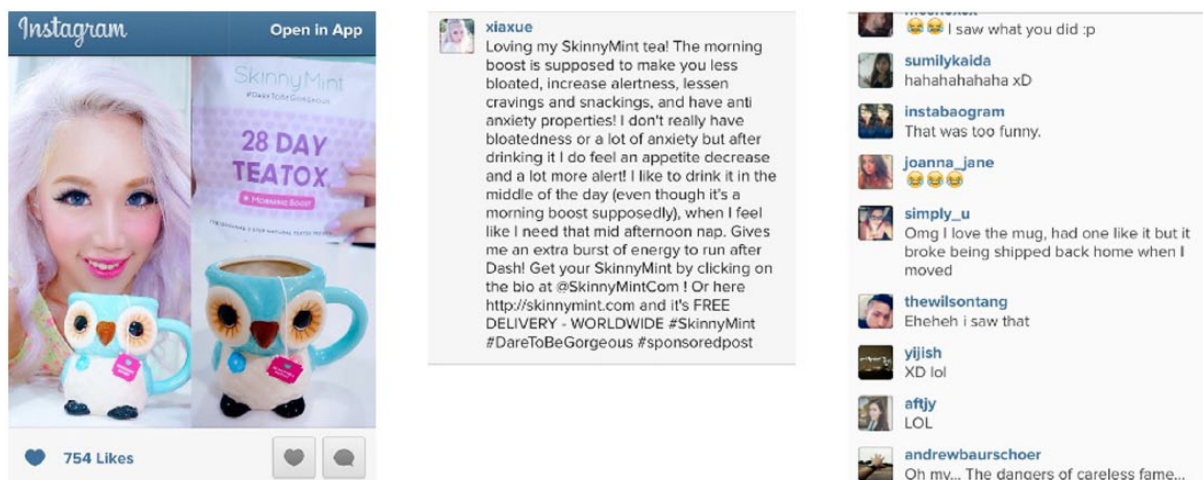 Instagram
Open in App
SkinnyMint
#DareToBeGorgeous
28 DAY
TEATOX
MORNING BOOST
754 Likes
xiaxue
Loving my SkinnyMint tea! The morning
boost is supposed to make you less
bloated, increase alertness, lessen
cravings and snackings, and have anti
anxiety properties! I don't really have
bloatedness or a lot of anxiety but after
drinking it I do feel an appetite decrease
and a lot more alert! I like to drink it in the
middle of the day (even though it's a
morning boost supposedly), when I feel
like I need that mid afternoon nap. Gives
me an extra burst of energy to run after
Dash! Get your SkinnyMint by clicking on
the bio at @SkinnyMintCom ! Or here
http://skinnymint.com and it's FREE
DELIVERY - WORLDWIDE #SkinnyMint
#DareToBeGorgeous #sponsoredpost
😂😂 I saw what you did :p
sumilykaida
hahahahahaha xD
instabaogram
That was too funny.
joanna_jane
😂😂😂
simply_u
Omg I love the mug, had one like it but it
broke being shipped back home when I
moved
thewilsontang
Eheheh i saw that
yijish
XD lol
aftjy
LOL
andrewbaurschoer
Oh my... The dangers of careless fame...